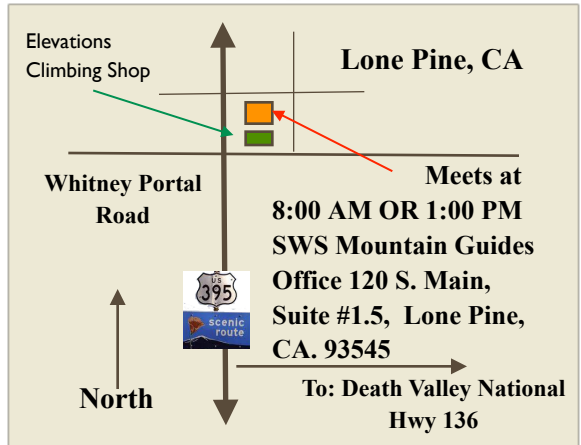 Elevations
Climbing Shop
Lone Pine, CA
Whitney Portal
Road
Meets at
8:00 AM OR 1:00 PM
SWS Mountain Guides
Office 120 S. Main,
Suite #1.5, Lone Pine,
CA. 93545
US
395
scenic
route
North
To: Death Valley National
Hwy 136